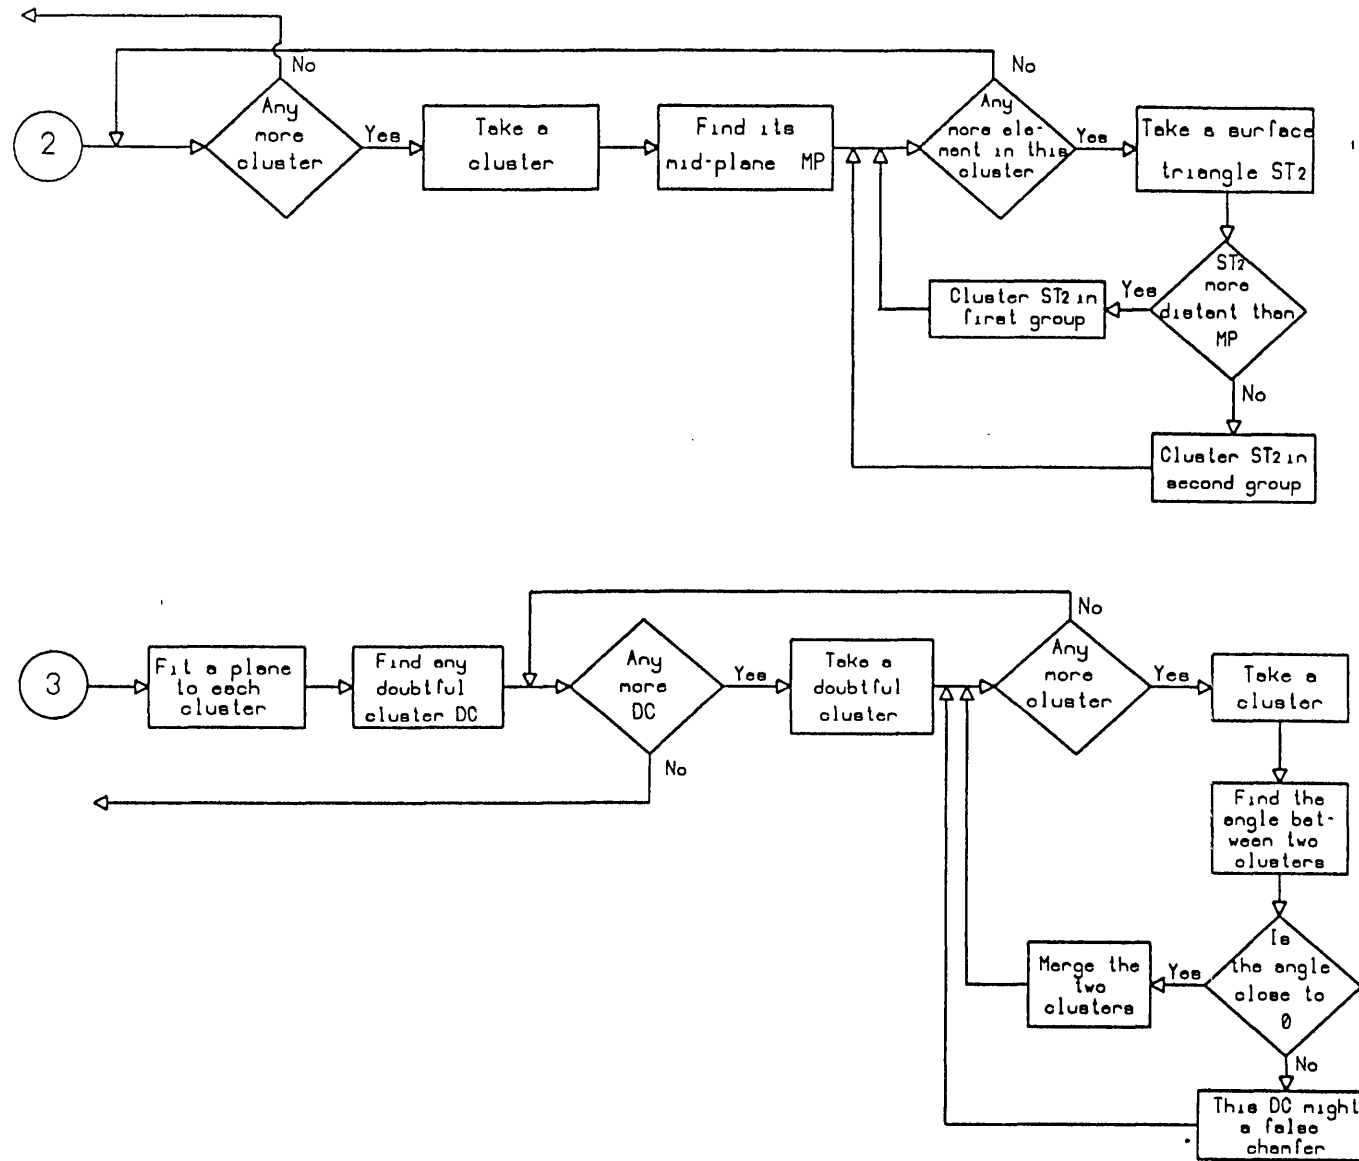 No
No
2
Any
more
cluster
Yes
Take a
cluster
Find its
mid-plane MP
Any
more ele-
ment in this
cluster
Yes
Take a surface
triangle ST2
ST2
more
distant than
MP
Yes
Cluster ST2 in
first group
No
Cluster ST2 in
second group
3
Fit a plane
to each
cluster
Find any
doubtful
cluster DC
Any
more
DC
Yes
No
Take a
doubtful
cluster
No
Any
more
cluster
Yes
Take a
cluster
Find the
angle bet-
ween two
clusters
Is
the angle
close to
0
Yes
Merge the
two
clusters
No
This DC might
a false
chamfer